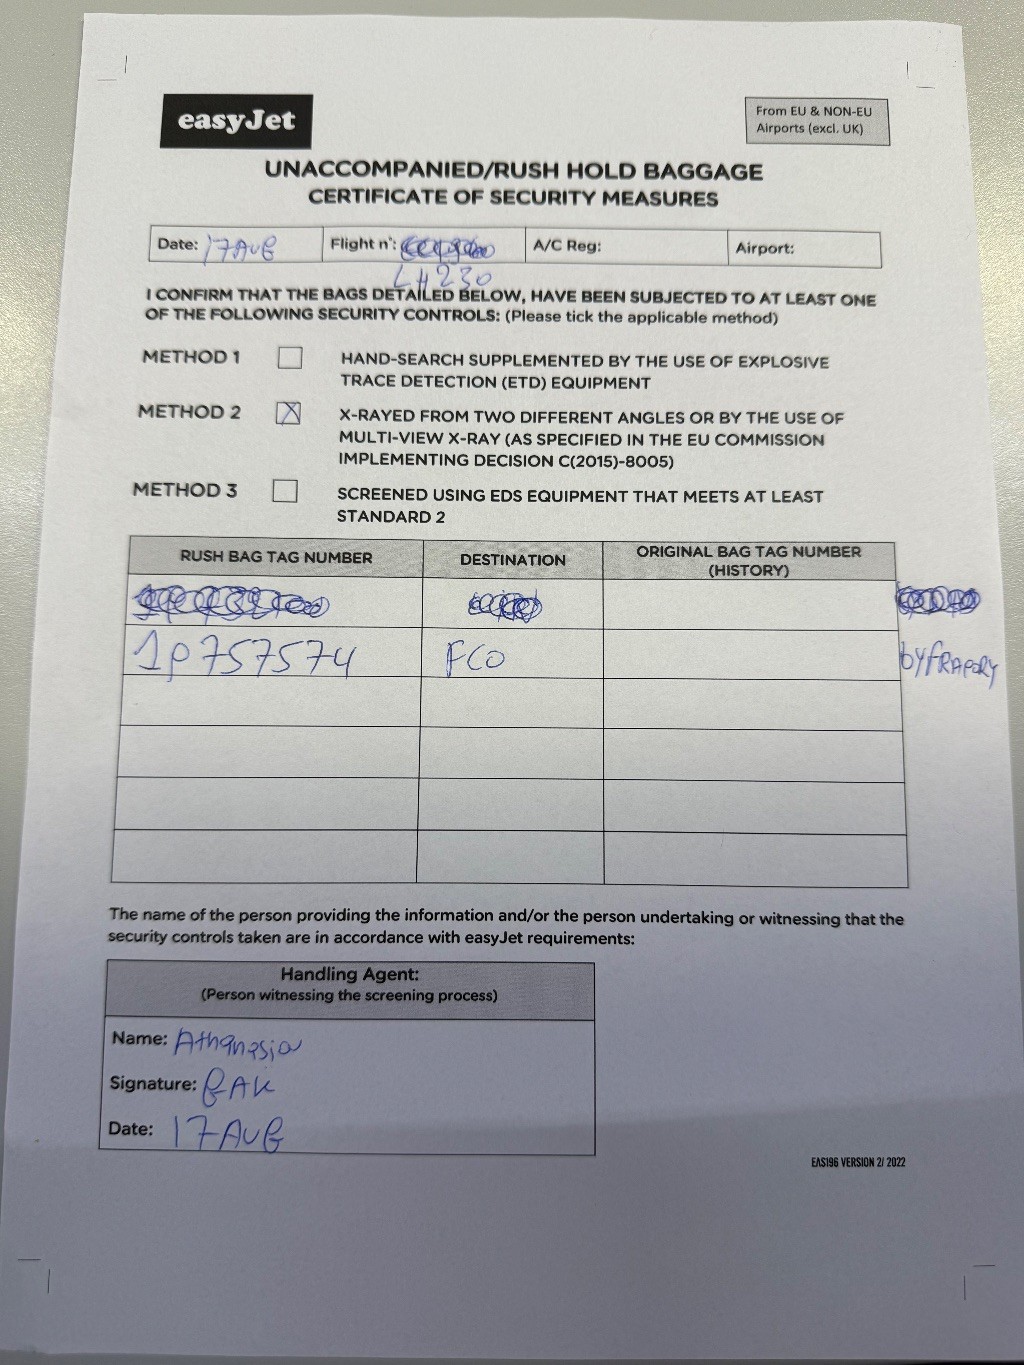 easyJet
From EU & NON-EU
Airports (excl. UK)
UNACCOMPANIED/RUSH HOLD BAGGAGE
CERTIFICATE OF SECURITY MEASURES
Date: 17AUG Flight n°: A/C Reg: Airport:
LH230
I CONFIRM THAT THE BAGS DETAILED BELOW, HAVE BEEN SUBJECTED TO AT LEAST ONE
OF THE FOLLOWING SECURITY CONTROLS: (Please tick the applicable method)
METHOD 1 HAND-SEARCH SUPPLEMENTED BY THE USE OF EXPLOSIVE
TRACE DETECTION (ETD) EQUIPMENT
METHOD 2 X X-RAYED FROM TWO DIFFERENT ANGLES OR BY THE USE OF
MULTI-VIEW X-RAY (AS SPECIFIED IN THE EU COMMISSION
IMPLEMENTING DECISION C(2015)-8005)
METHOD 3 SCREENED USING EDS EQUIPMENT THAT MEETS AT LEAST
STANDARD 2
RUSH BAG TAG NUMBER DESTINATION ORIGINAL BAG TAG NUMBER
(HISTORY)
1P757574 FCO by
The name of the person providing the information and/or the person undertaking or witnessing that the
security controls taken are in accordance with easyJet requirements:
Handling Agent:
(Person witnessing the screening process)
Name: Athanasia
Signature:
Date: 17AUG
EAS196 VERSION 2/ 2022